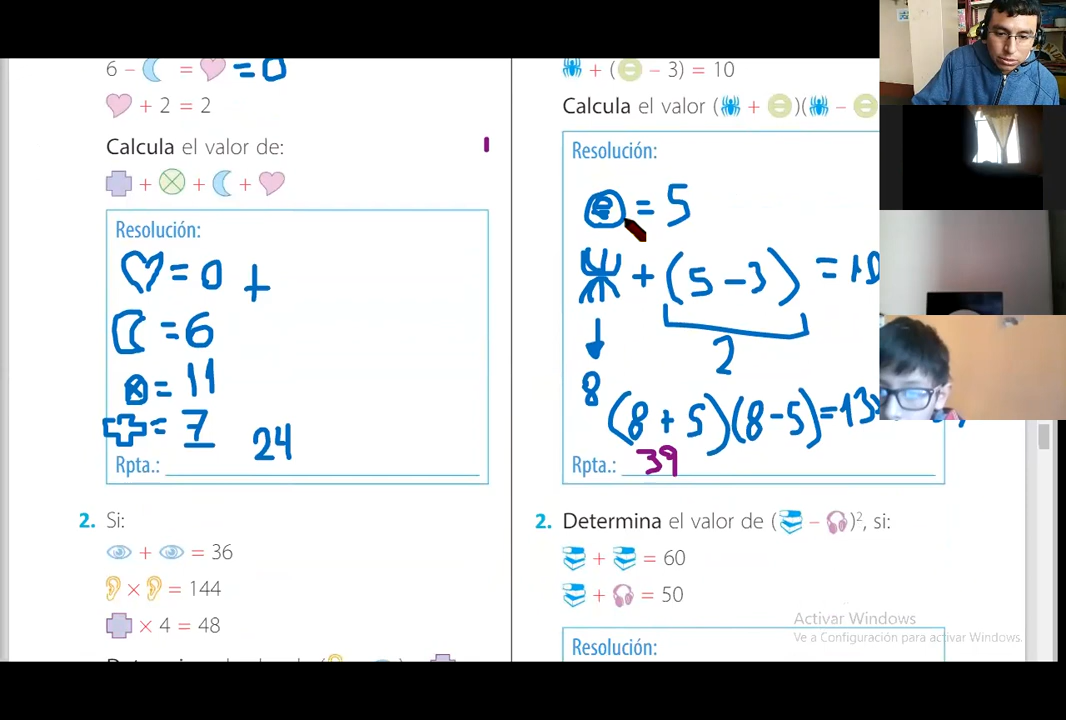 6 – = = 0
+ 2 = 2
Calcula el valor de:
+ + +
Resolución:
= 0 +
= 6
= 11
= 7
24
Rpta.:
2. Si:
+ = 36
× = 144
× 4 = 48
+ ( – 3) = 10
Calcula el valor ( + )( –
Resolución:
= 5
+ (5 – 3) = 10
2
8
(8 + 5)(8 – 5) = 13
Rpta.: 39
2. Determina el valor de ( – )², si:
+ = 60
+ = 50
Resolución:
Activar Windows
Ve a Configuración para activar Windows.